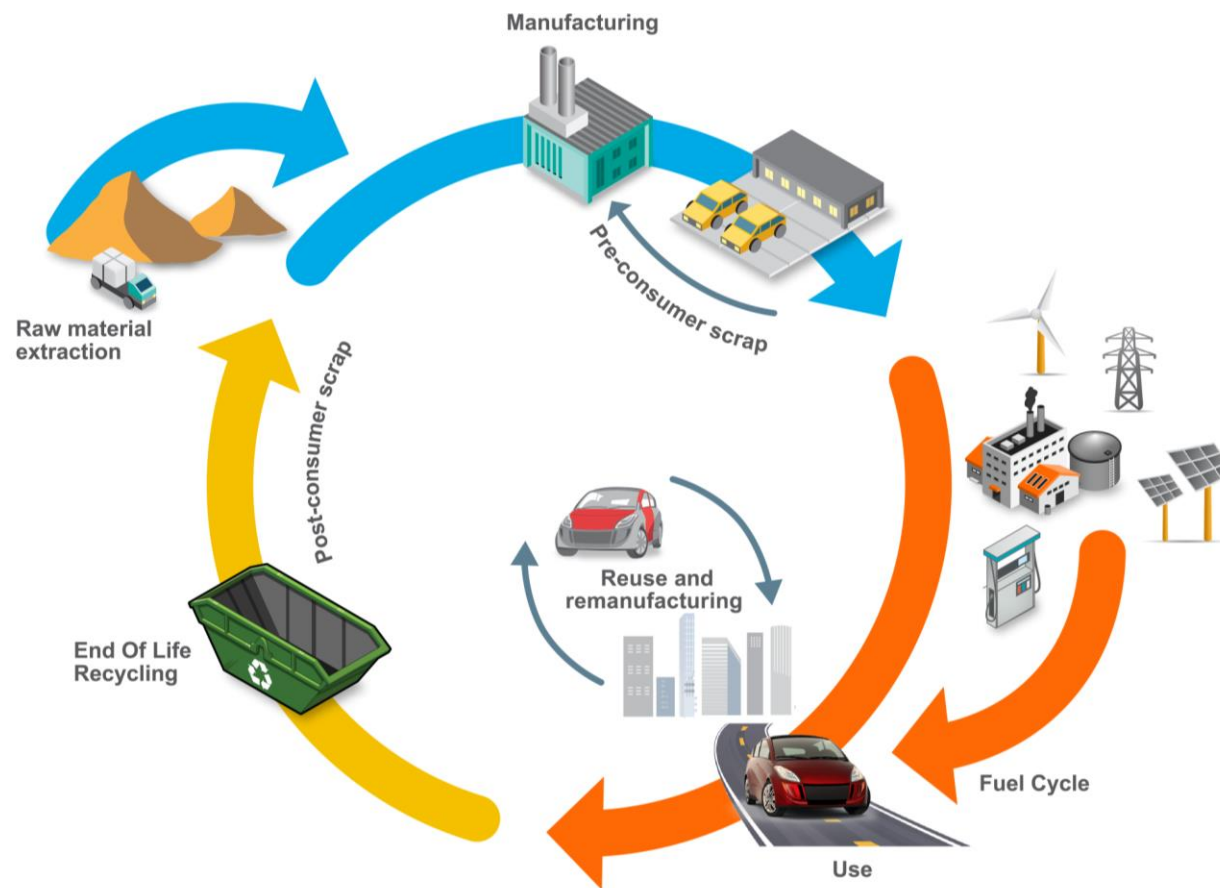 Manufacturing
Raw material
extraction
Pre-consumer scrap
Post-consumer scrap
Reuse and
remanufacturing
End Of Life
Recycling
Fuel Cycle
Use